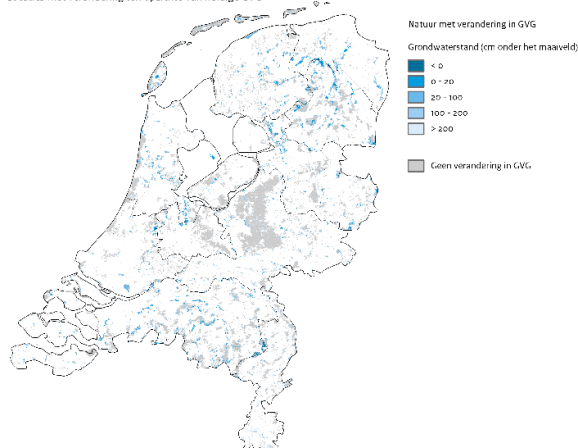 Natuur met verandering in GVG
Grondwaterstand (cm onder het maaiveld)
< 0
0 - 20
20 - 100
100 - 200
> 200
Geen verandering in GVG